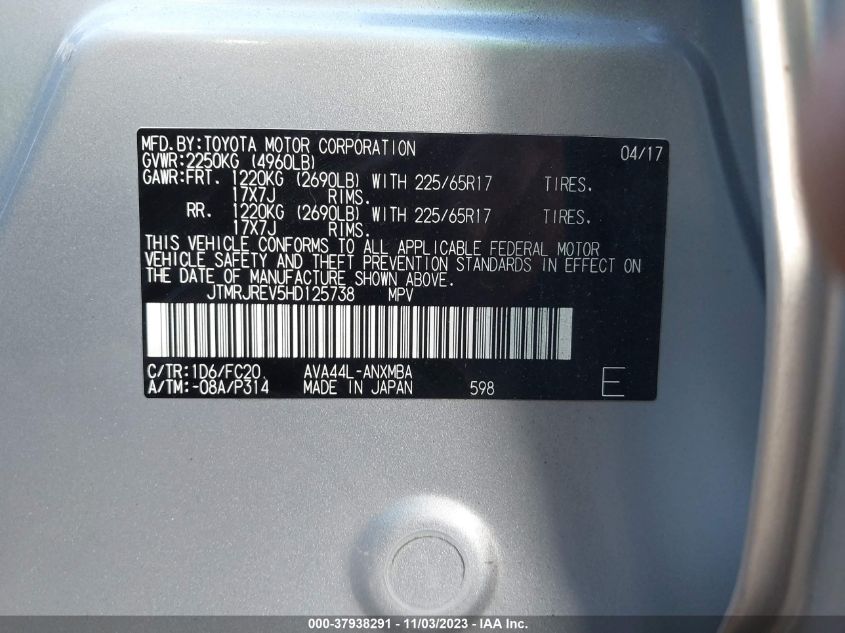 MFD.BY:TOYOTA MOTOR CORPORATION 04/17
GVWR:2250KG (4960LB)
GAWR:FRT. 1220KG (2690LB) WITH 225/65R17 TIRES.
17X7J RIMS.
RR. 1220KG (2690LB) WITH 225/65R17 TIRES.
17X7J RIMS.
THIS VEHICLE CONFORMS TO ALL APPLICABLE FEDERAL MOTOR
VEHICLE SAFETY AND THEFT PREVENTION STANDARDS IN EFFECT ON
THE DATE OF MANUFACTURE SHOWN ABOVE.
JTMRJREV5HD125738 MPV
C/TR:1D6/FC20 AVA44L-ANXMBA
A/TM:-08A/P314 MADE IN JAPAN 598 E
000-37938291 - 11/03/2023 - IAA Inc.